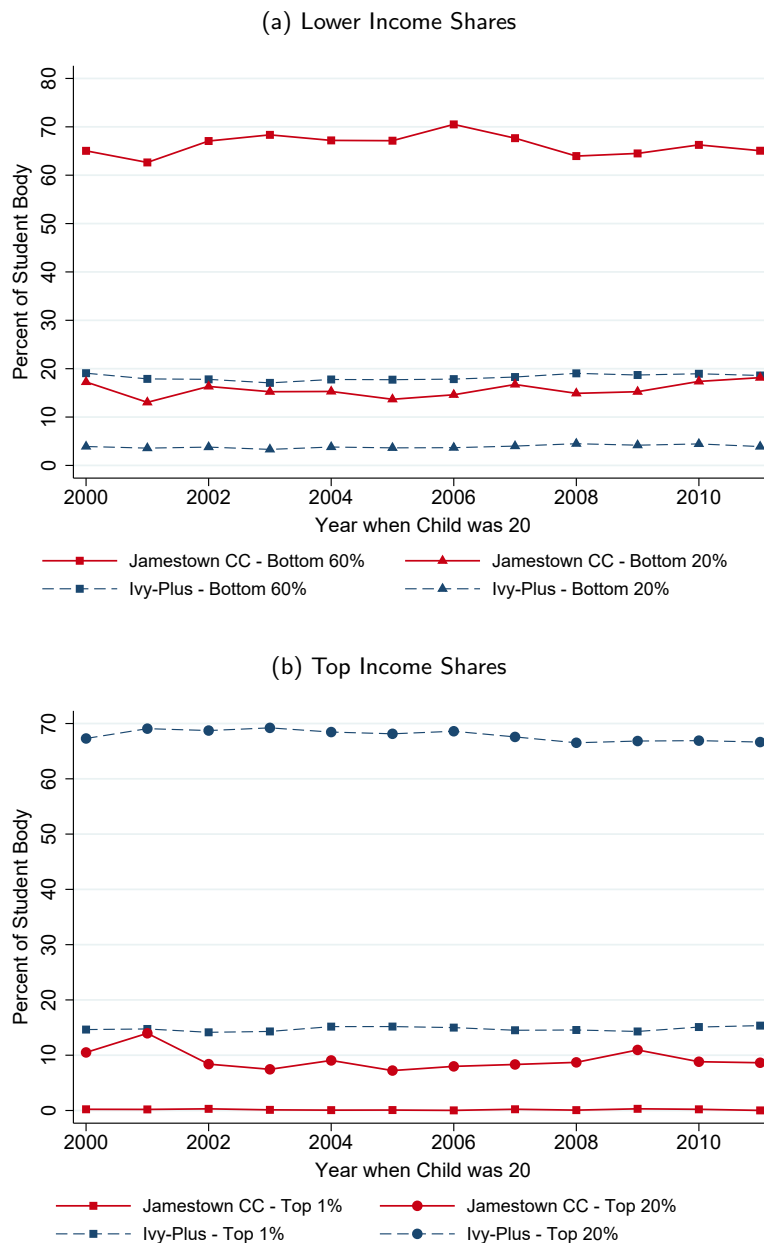 (a) Lower Income Shares
Percent of Student Body
80
70
60
50
40
30
20
10
0
2000 2002 2004 2006 2008 2010
Year when Child was 20
Jamestown CC - Bottom 60% Jamestown CC - Bottom 20%
Ivy-Plus - Bottom 60% Ivy-Plus - Bottom 20%
(b) Top Income Shares
Percent of Student Body
70
60
50
40
30
20
10
0
2000 2002 2004 2006 2008 2010
Year when Child was 20
Jamestown CC - Top 1% Jamestown CC - Top 20%
Ivy-Plus - Top 1% Ivy-Plus - Top 20%